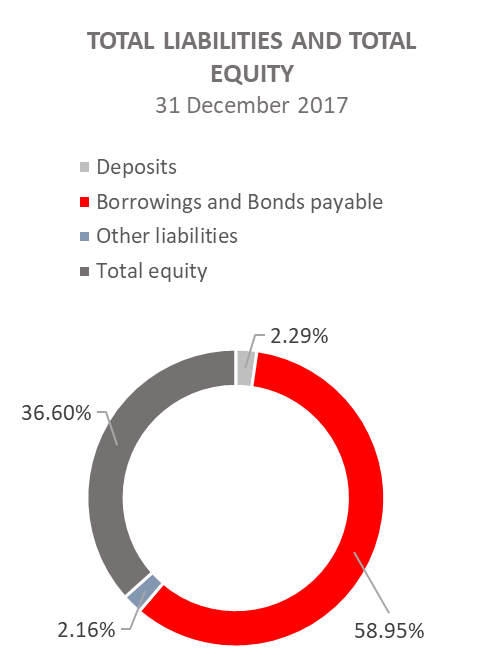 TOTAL LIABILITIES AND TOTAL
EQUITY
31 December 2017
Deposits
Borrowings and Bonds payable
Other liabilities
Total equity
2.29%
36.60%
2.16%
58.95%